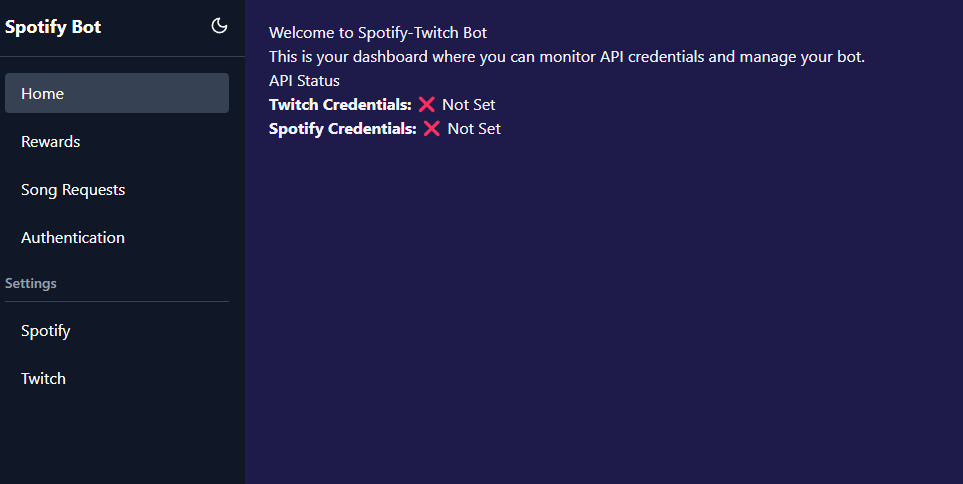 Spotify Bot
Home
Rewards
Song Requests
Authentication
Settings
Spotify
Twitch
Welcome to Spotify-Twitch Bot
This is your dashboard where you can monitor API credentials and manage your bot.
API Status
Twitch Credentials: ❌ Not Set
Spotify Credentials: ❌ Not Set